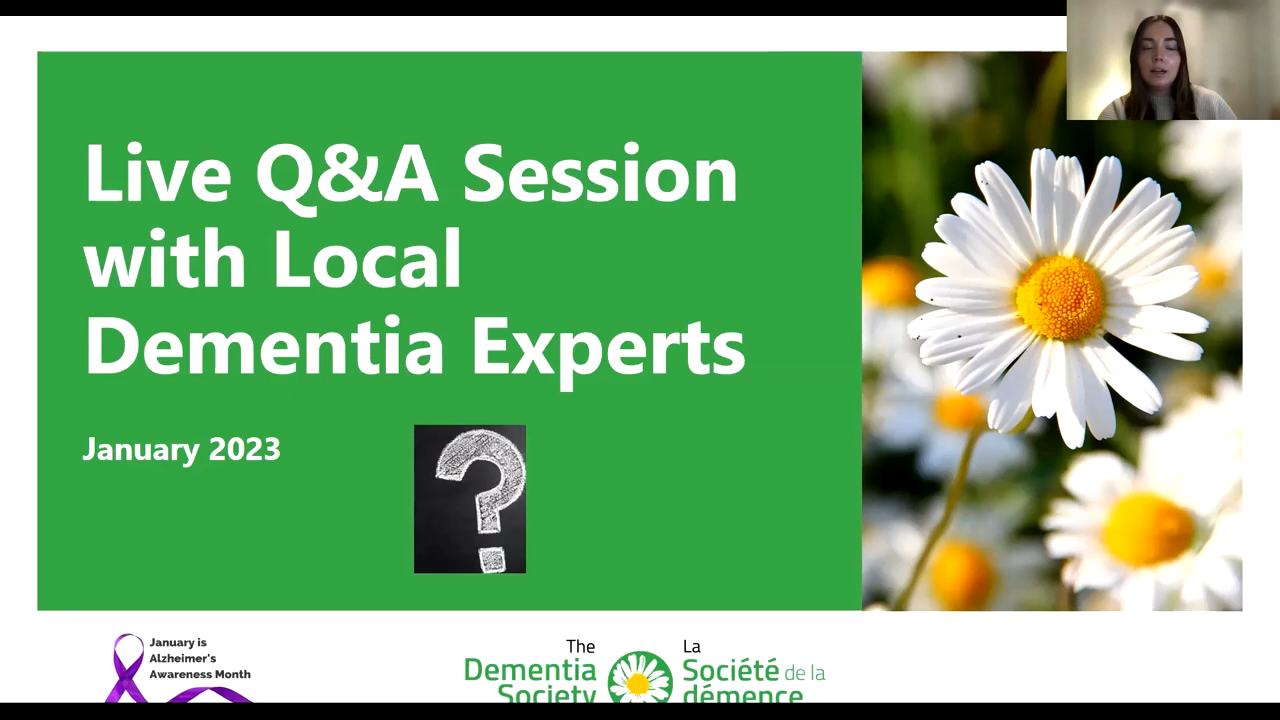 Live Q&A Session
with Local
Dementia Experts
January 2023
January is
Alzheimer's
Awareness Month
The
Dementia
Society
La
Société de la
démence